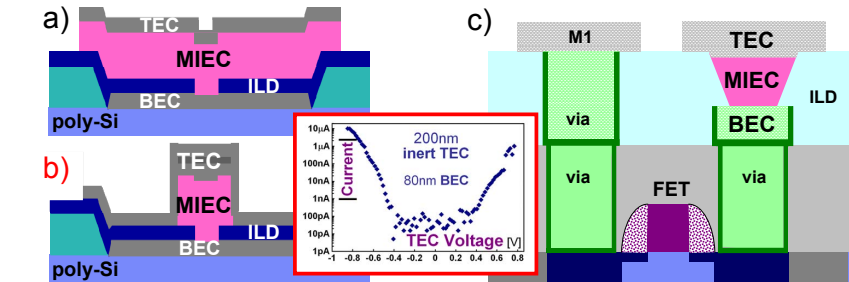 a)
TEC
MIEC
ILD
BEC
poly-Si
b)
TEC
MIEC
ILD
BEC
poly-Si
10µA
1µA
100nA
10nA
1nA
100pA
10pA
1pA
Current
200nm
inert TEC
80nm BEC
TEC Voltage [V]
-1 -0.8 -0.6 -0.4 -0.2 0 0.2 0.4 0.6 0.8
c)
M1
TEC
MIEC
ILD
via
BEC
via
FET
via